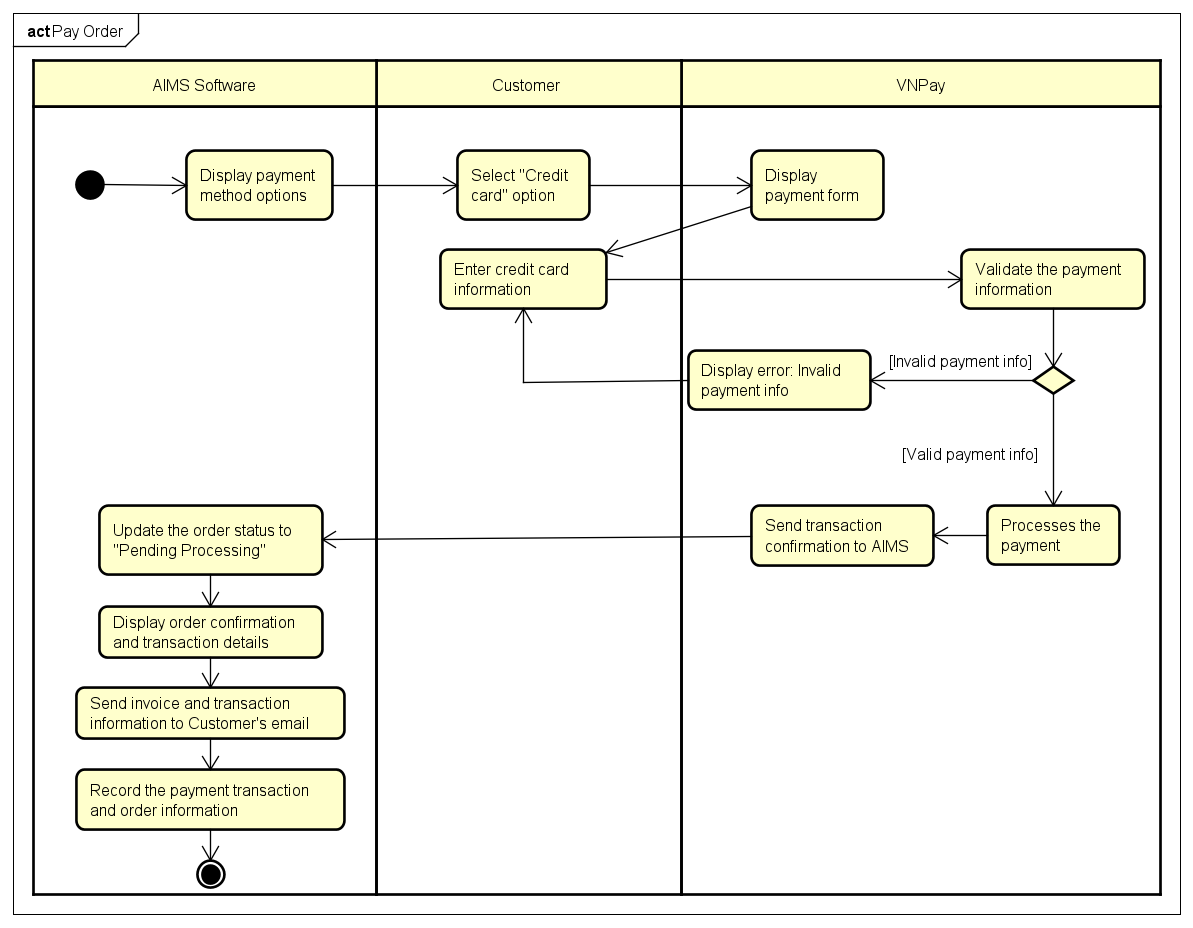 actPay Order
AIMS Software
Customer
VNPay
Display payment
method options
Select "Credit
card" option
Display
payment form
Enter credit card
information
Validate the payment
information
Display error: Invalid
payment info
[Invalid payment info]
[Valid payment info]
Update the order status to
"Pending Processing"
Send transaction
confirmation to AIMS
Processes the
payment
Display order confirmation
and transaction details
Send invoice and transaction
information to Customer's email
Record the payment transaction
and order information